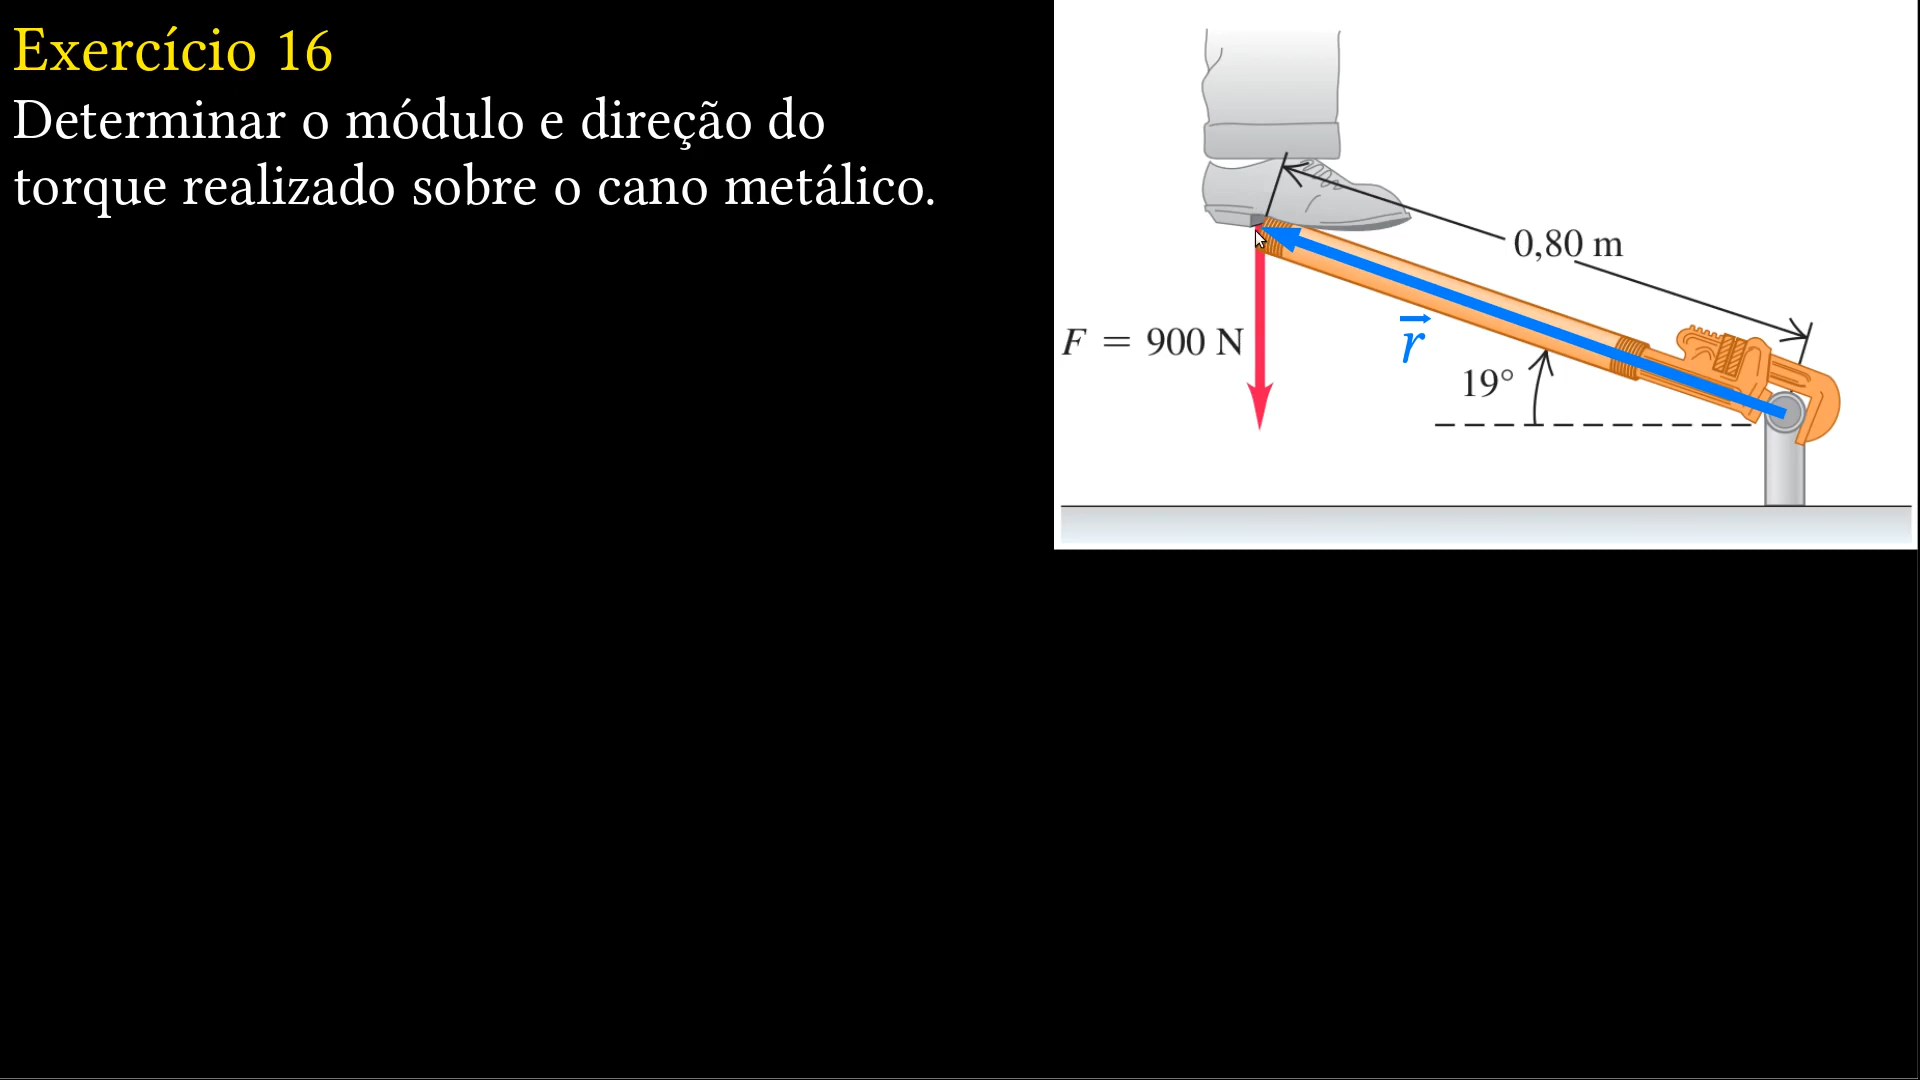 Exercício 16
Determinar o módulo e direção do
torque realizado sobre o cano metálico.
0,80 m
F = 900 N
r⃗
19°